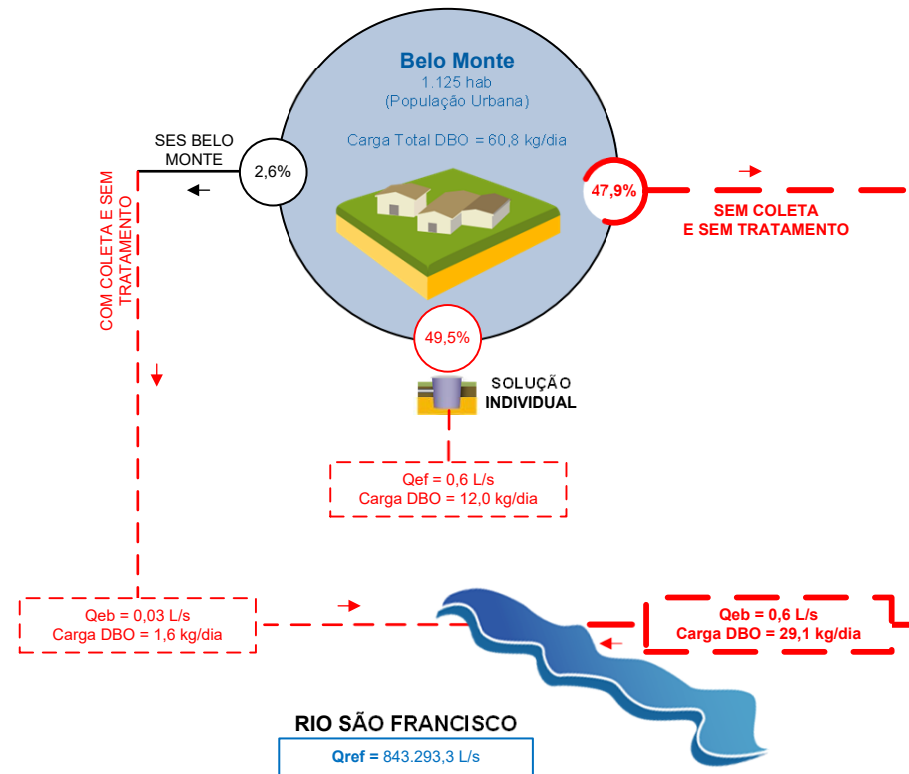 Belo Monte
1.125 hab
(População Urbana)
Carga Total DBO = 60,8 kg/dia
SES BELO
MONTE
2,6%
47,9%
SEM COLETA
E SEM TRATAMENTO
COM COLETA E SEM
TRATAMENTO
49,5%
SOLUÇÃO
INDIVIDUAL
Qef = 0,6 L/s
Carga DBO = 12,0 kg/dia
Qeb = 0,03 L/s
Carga DBO = 1,6 kg/dia
Qeb = 0,6 L/s
Carga DBO = 29,1 kg/dia
RIO SÃO FRANCISCO
Qref = 843.293,3 L/s